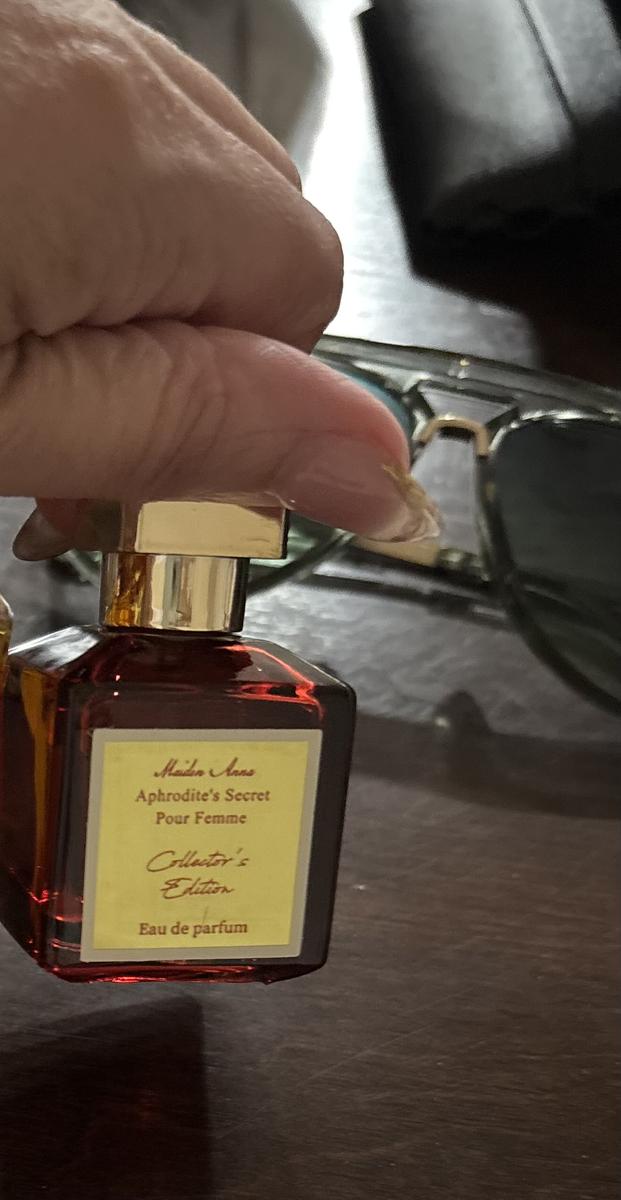 Maiden Anna
Aphrodite's Secret
Pour Femme
Collector's
Edition
Eau de parfum